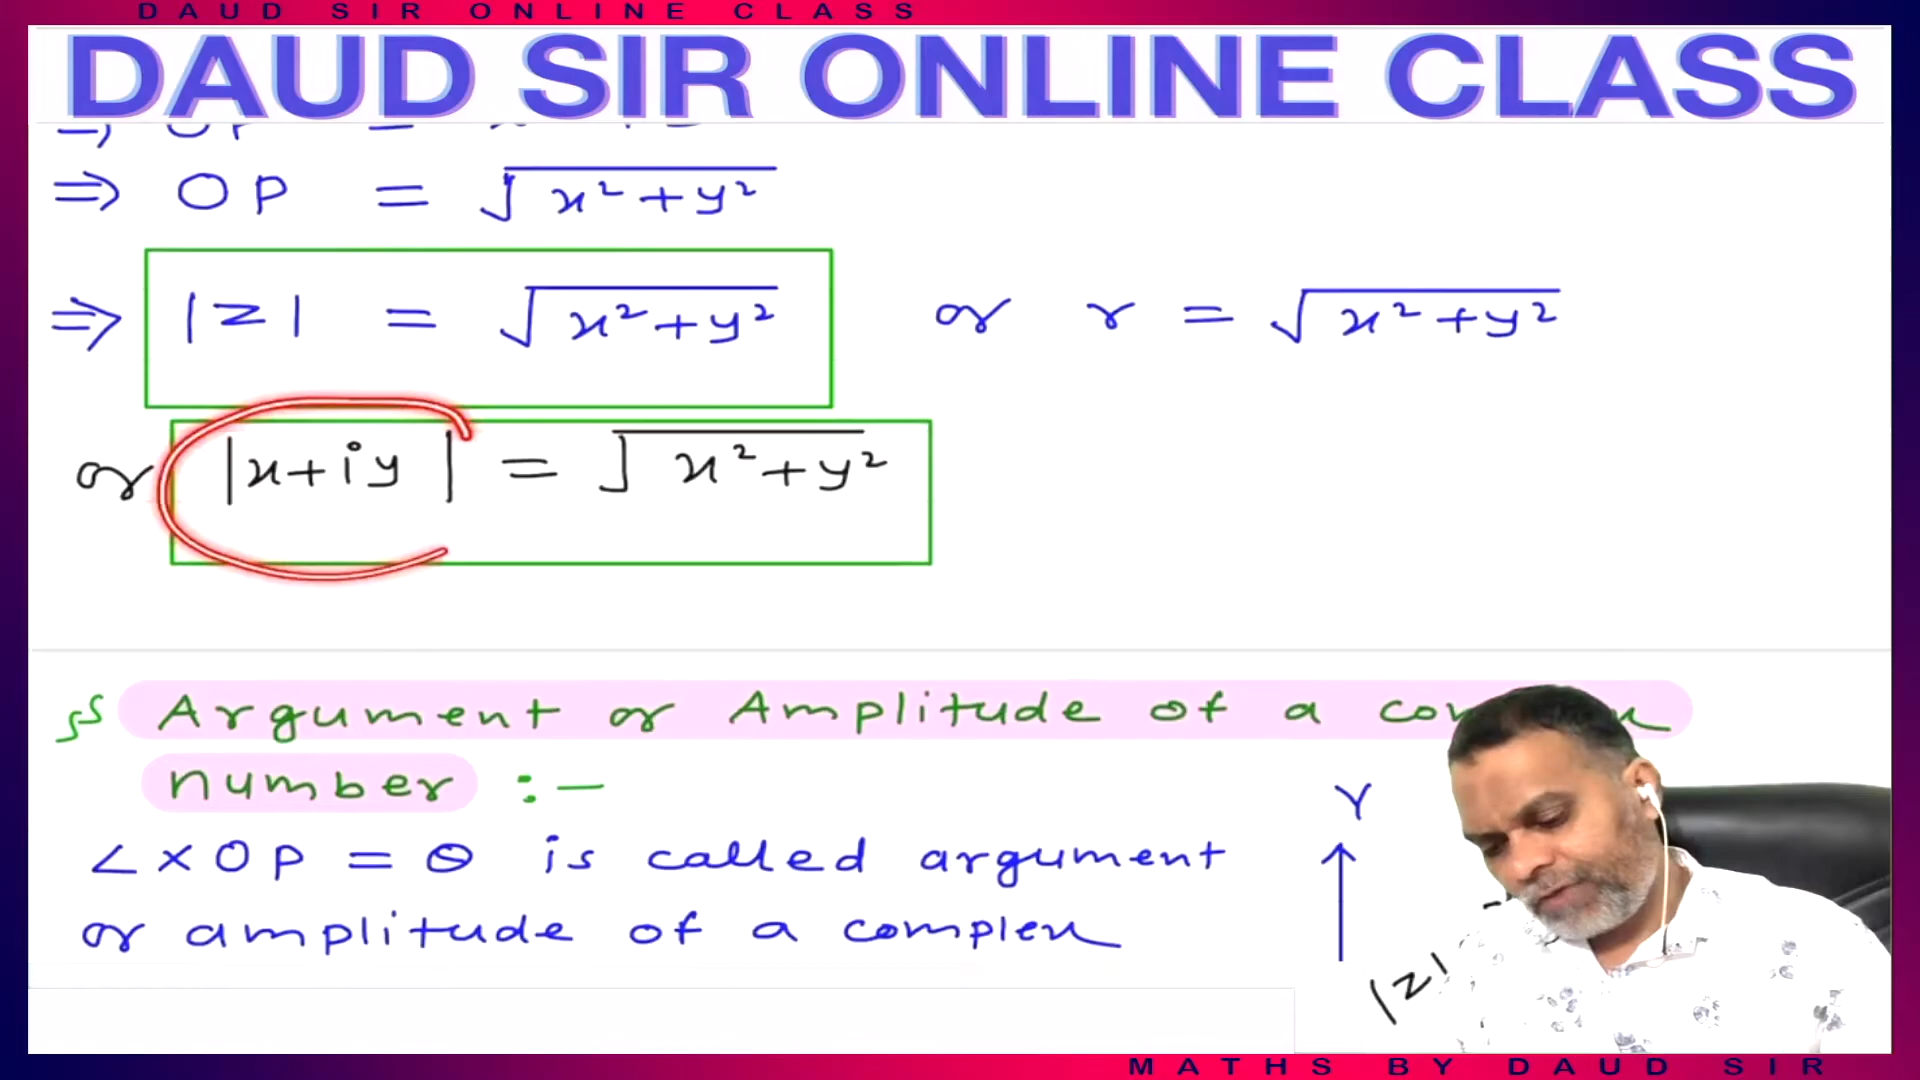 DAUD SIR ONLINE CLASS
DAUD SIR ONLINE CLASS
⇒ OP = √x²+y²
⇒ |z| = √x²+y² or r = √x²+y²
or |x+iy| = √x²+y²
Argument or Amplitude of a
number :–
∠XOP = θ is called argument
or amplitude of a complex
Y
|z|
MATHS BY DAUD SIR